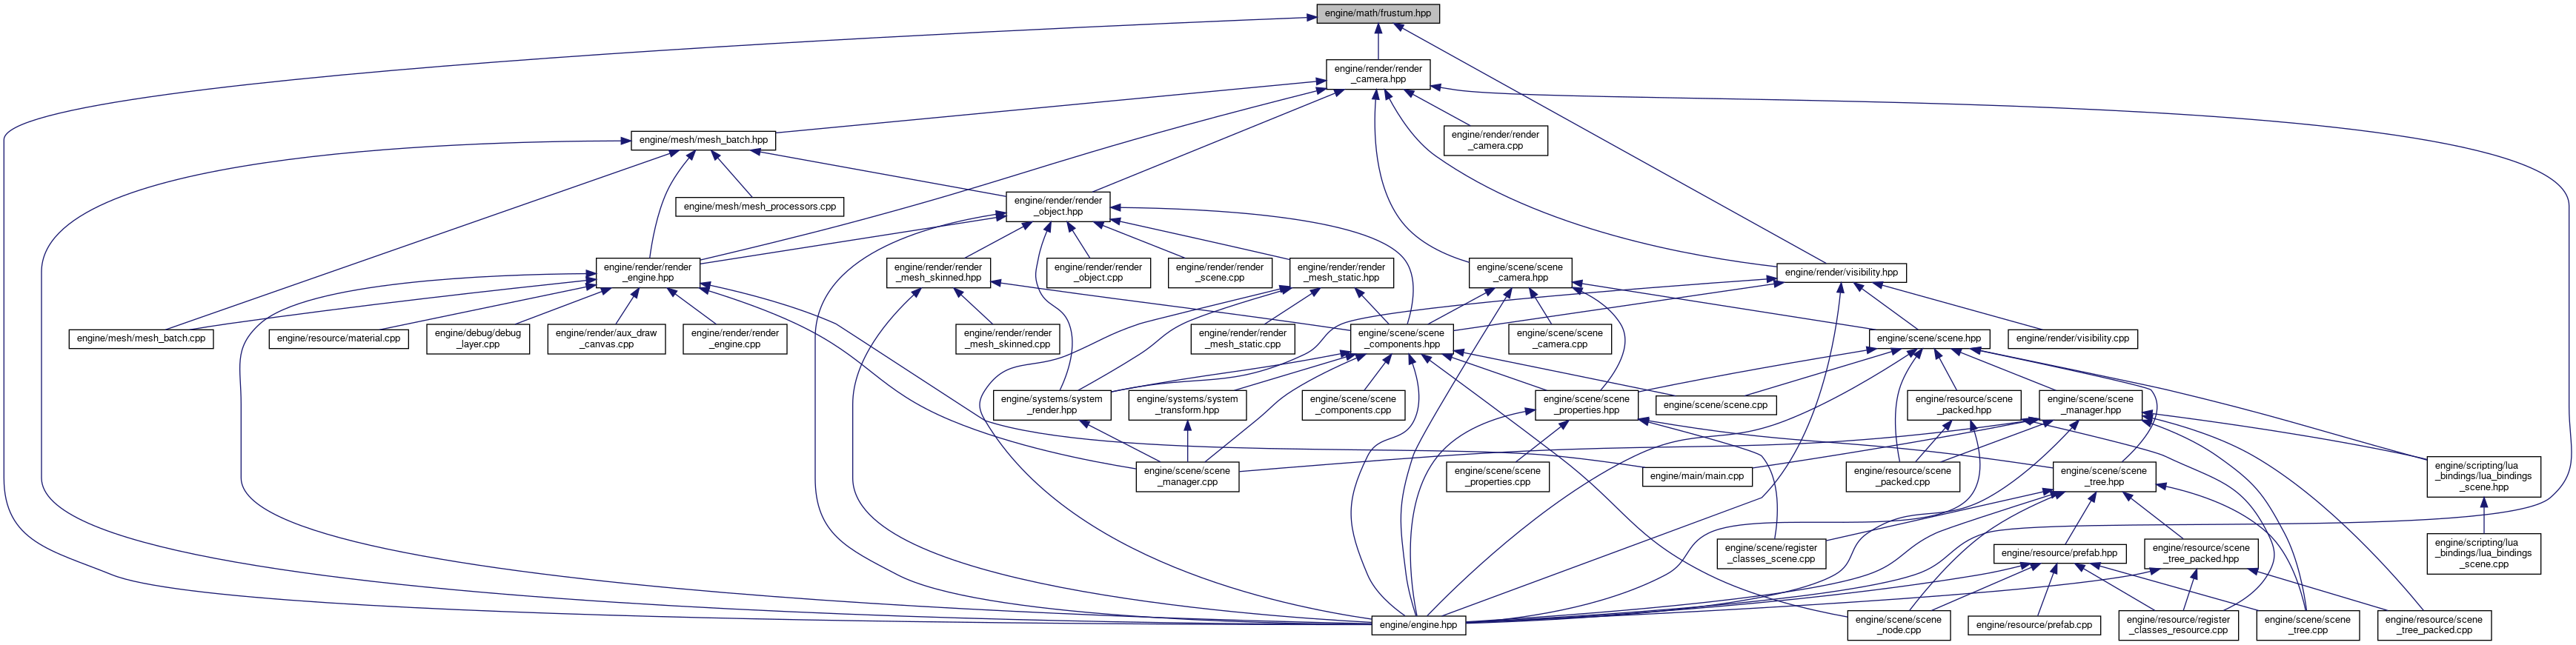 engine/math/frustum.hpp
engine/render/render
_camera.hpp
engine/mesh/mesh_batch.hpp
engine/render/render
_camera.cpp
engine/mesh/mesh_processors.cpp
engine/render/render
_object.hpp
engine/render/render
_engine.hpp
engine/render/render
_mesh_skinned.hpp
engine/render/render
_object.cpp
engine/render/render
_scene.cpp
engine/render/render
_mesh_static.hpp
engine/scene/scene
_camera.hpp
engine/render/visibility.hpp
engine/mesh/mesh_batch.cpp
engine/resource/material.cpp
engine/debug/debug
_layer.cpp
engine/render/aux_draw
_canvas.cpp
engine/render/render
_engine.cpp
engine/render/render
_mesh_skinned.cpp
engine/render/render
_mesh_static.cpp
engine/scene/scene
_components.hpp
engine/scene/scene
_camera.cpp
engine/scene/scene.hpp
engine/render/visibility.cpp
engine/systems/system
_render.hpp
engine/systems/system
_transform.hpp
engine/scene/scene
_components.cpp
engine/scene/scene
_properties.hpp
engine/scene/scene.cpp
engine/resource/scene
_packed.hpp
engine/scene/scene
_manager.hpp
engine/scene/scene
_manager.cpp
engine/main/main.cpp
engine/scene/scene
_properties.cpp
engine/resource/scene
_packed.cpp
engine/scene/scene
_tree.hpp
engine/scripting/lua
_bindings/lua_bindings
_scene.hpp
engine/scene/register
_classes_scene.cpp
engine/resource/prefab.hpp
engine/resource/scene
_tree_packed.hpp
engine/scripting/lua
_bindings/lua_bindings
_scene.cpp
engine/engine.hpp
engine/scene/scene
_node.cpp
engine/resource/prefab.cpp
engine/resource/register
_classes_resource.cpp
engine/scene/scene
_tree.cpp
engine/resource/scene
_tree_packed.cpp